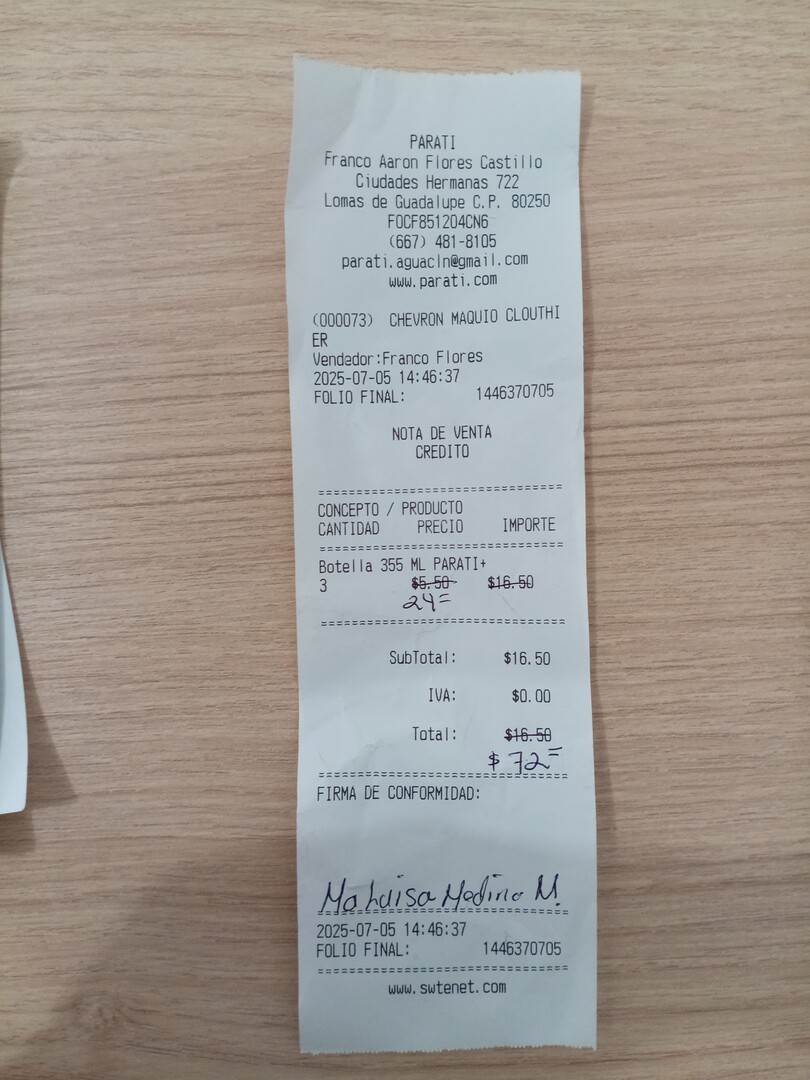 PARATI
Franco Aaron Flores Castillo
Ciudades Hermanas 722
Lomas de Guadalupe C.P. 80250
FOCF851204CN6
(667) 481-8105
parati.aguacln@gmail.com
www.parati.com
(000073) CHEVRON MAQUIO CLOUTHI
ER
Vendedor:Franco Flores
2025-07-05 14:46:37
FOLIO FINAL: 1446370705
NOTA DE VENTA
CREDITO
================================
CONCEPTO / PRODUCTO
CANTIDAD PRECIO IMPORTE
================================
Botella 355 ML PARATI+
3 $5.50 $16.50
24=
================================
SubTotal: $16.50
IVA: $0.00
Total: $16.50
$ 72=
================================
FIRMA DE CONFORMIDAD:
Ma Luisa Medina M.
================================
2025-07-05 14:46:37
FOLIO FINAL: 1446370705
================================
www.swtenet.com